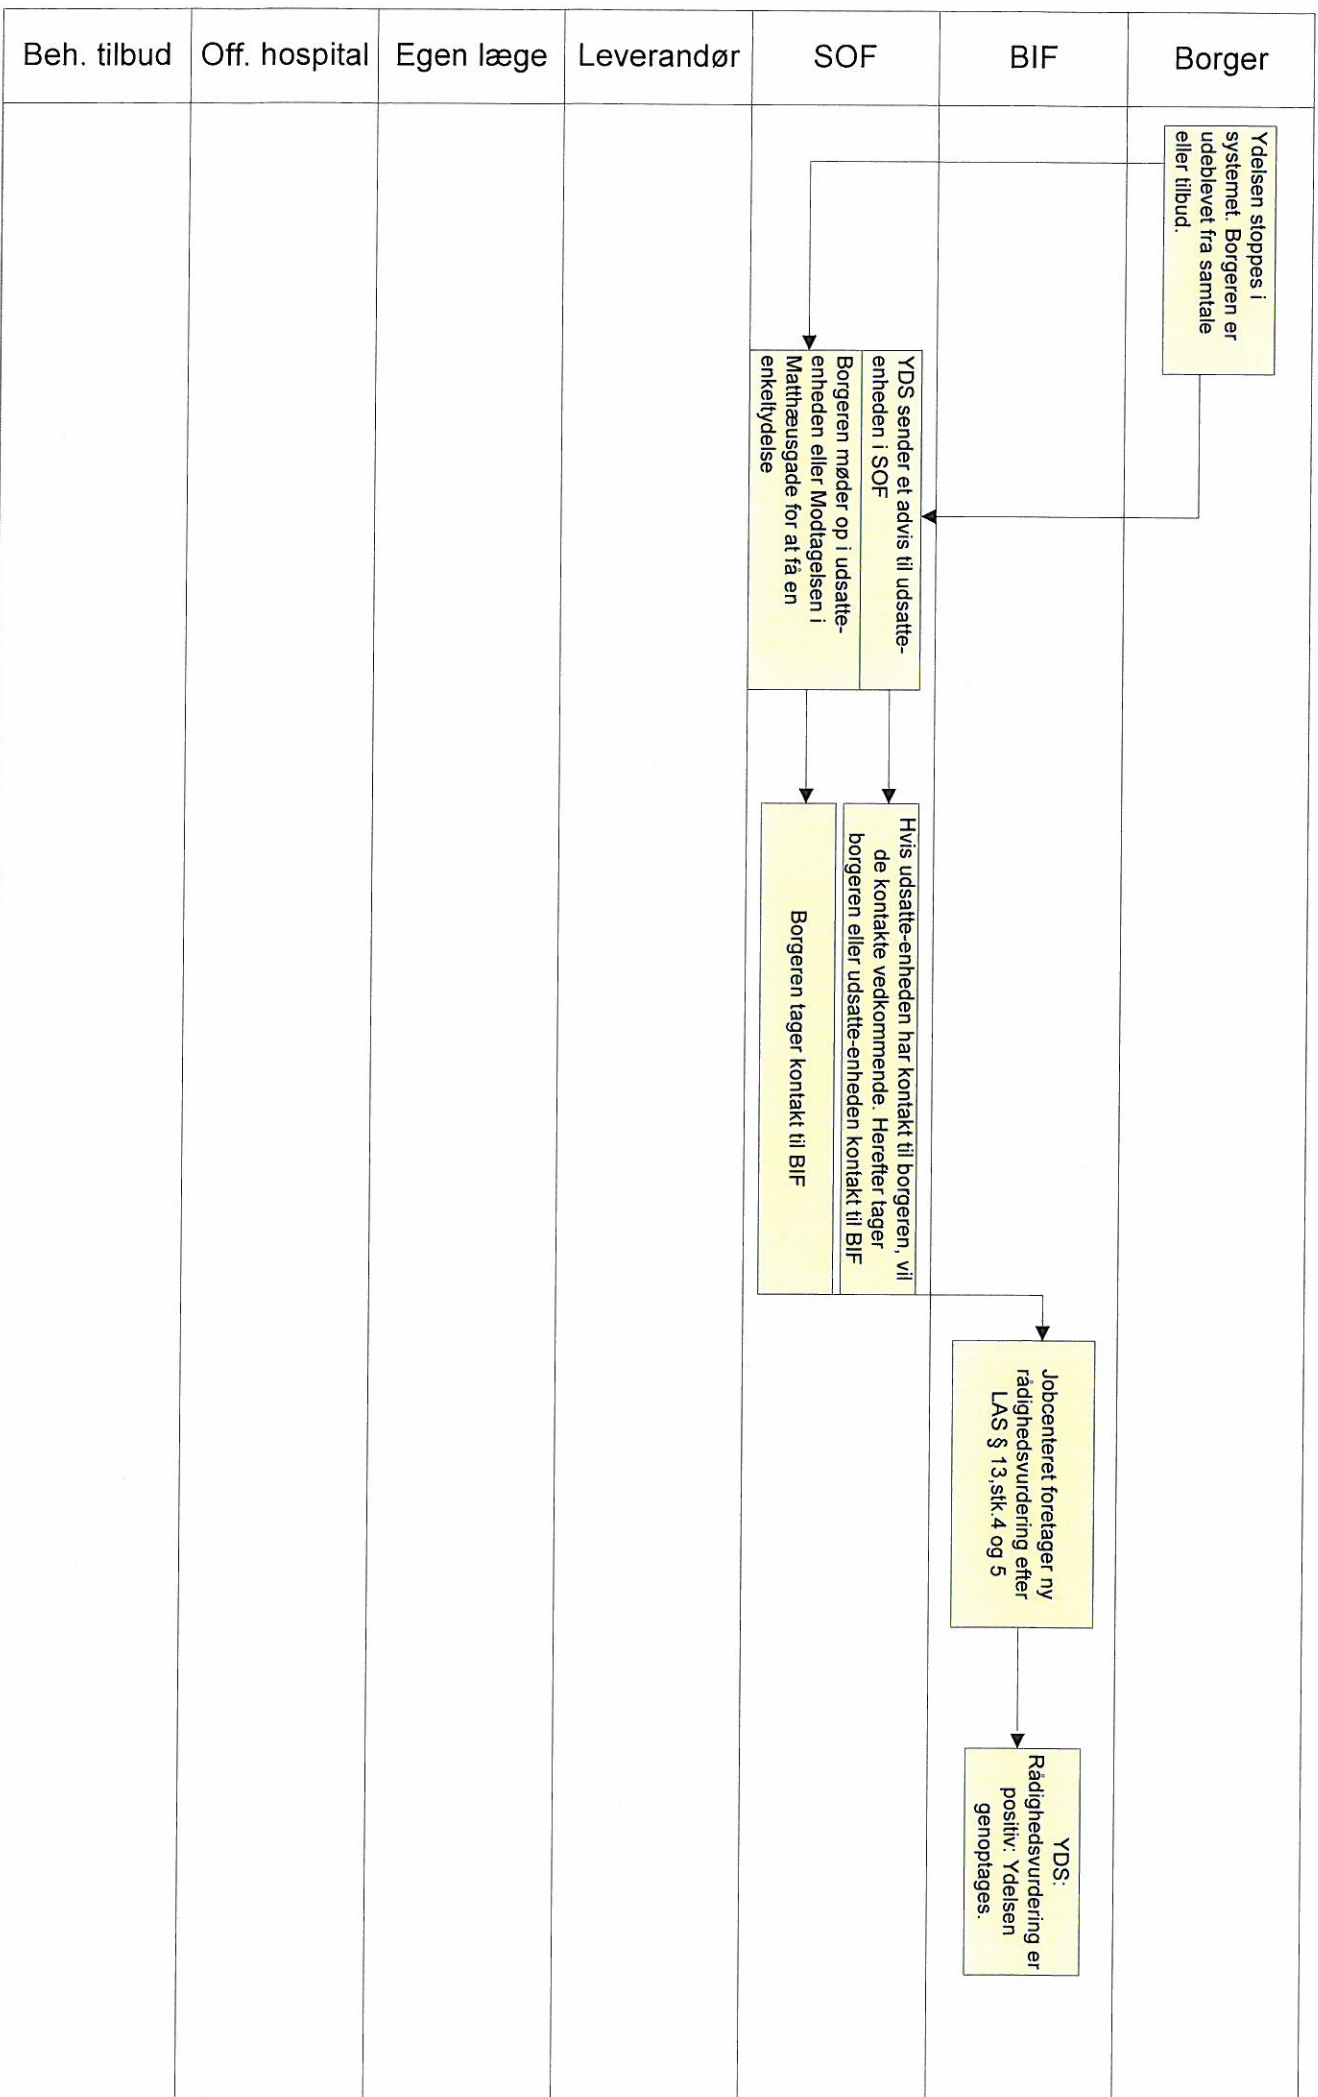 Beh. tilbud
Off. hospital
Egen læge
Leverandør
SOF
BIF
Borger
Ydelsen stoppes i
systemet. Borgeren er
udeblevet fra samtale
eller tilbud.
YDS sender et advis til udsatte-
enheden i SOF
Borgeren møder op i udsatte-
enheden eller Modtagelsen i
Matthæusgade for at få en
enkeltydelse
Hvis udsatte-enheden har kontakt til borgeren, vil
de kontakte vedkommende. Herefter tager
borgeren eller udsatte-enheden kontakt til BIF
Borgeren tager kontakt til BIF
Jobcenteret foretager ny
rådighedsvurdering efter
LAS § 13,stk.4 og 5
YDS:
Rådighedsvurdering er
positiv: Ydelsen
genoptages.